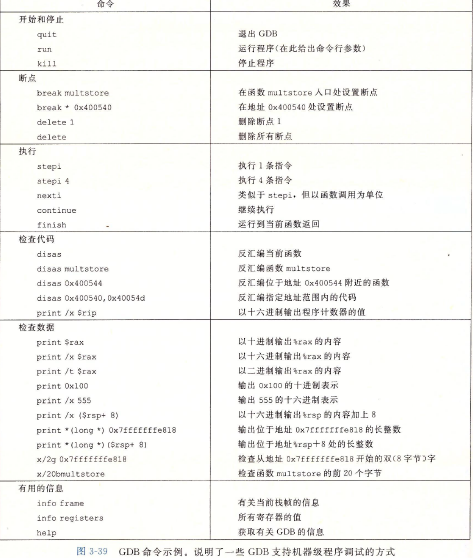 命令 效果
开始和停止
quit 退出 GDB
run 运行程序(在此给出命令行参数)
kill 停止程序
断点
break multstore 在函数 multstore 入口处设置断点
break * 0x400540 在地址 0x400540 处设置断点
delete 1 删除断点 1
delete 删除所有断点
执行
stepi 执行 1 条指令
stepi 4 执行 4 条指令
nexti 类似于 stepi，但以函数调用为单位
continue 继续执行
finish 运行到当前函数返回
检查代码
disas 反汇编当前函数
disas multstore 反汇编函数 multstore
disas 0x400544 反汇编位于地址 0x400544 附近的函数
disas 0x400540,0x40054d 反汇编指定地址范围内的代码
print /x $rip 以十六进制输出程序计数器的值
检查数据
print $rax 以十进制输出%rax的内容
print /x $rax 以十六进制输出%rax的内容
print /t $rax 以二进制输出%rax的内容
print 0x100 输出 0x100 的十进制表示
print /x 555 输出 555 的十六进制表示
print /x ($rsp+ 8) 以十六进制输出%rsp 的内容加上 8
print *(long *) 0x7fffffffe818 输出位于地址 0x7fffffffe818 的长整数
print *(long *)($rsp+ 8) 输出位于地址%rsp+8 处的长整数
x/2g 0x7fffffffe818 检查从地址 0x7fffffffe818 开始的双(8 字节)字
x/20bmultstore 检查函数 multstore 的前 20 个字节
有用的信息
info frame 有关当前栈帧的信息
info registers 所有寄存器的值
help 获取有关 GDB 的信息
图 3-39 GDB 命令示例。说明了一些 GDB 支持机器级程序调试的方式